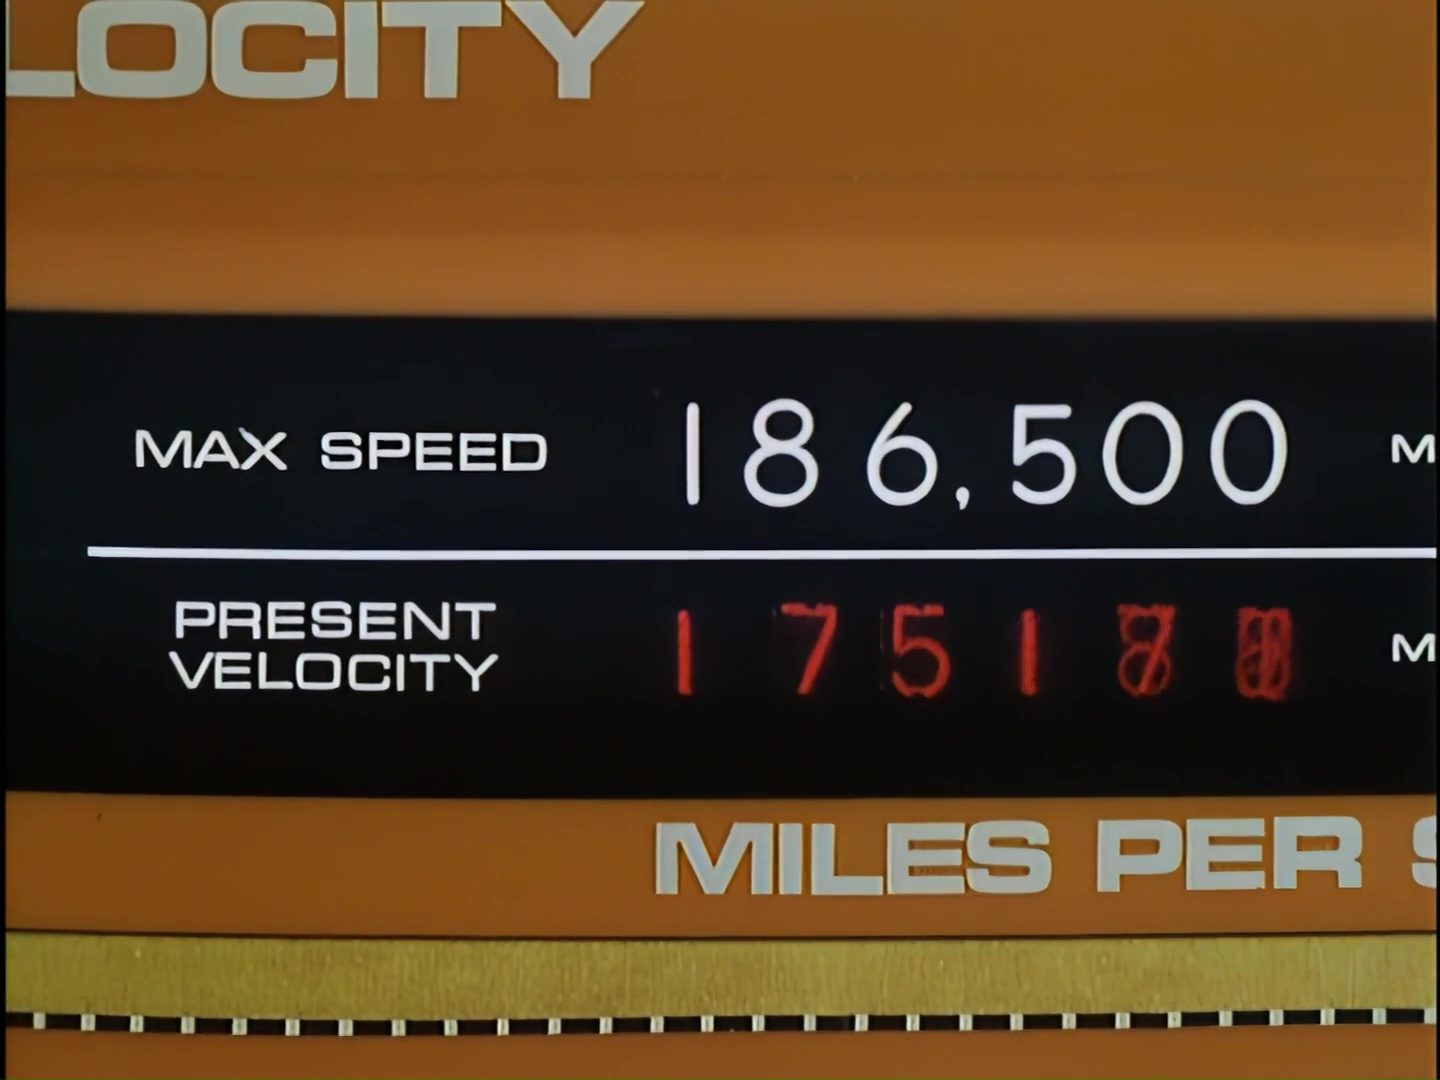 LOCITY
MAX SPEED 186,500 M
PRESENT
VELOCITY 1751 M
MILES PER S